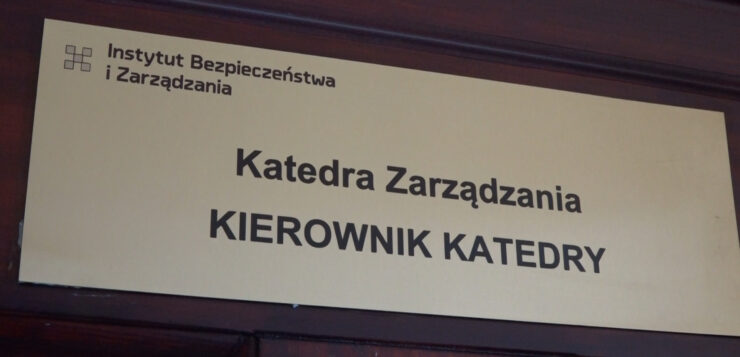 Instytut Bezpieczeństwa
i Zarządzania
Katedra Zarządzania
KIEROWNIK KATEDRY